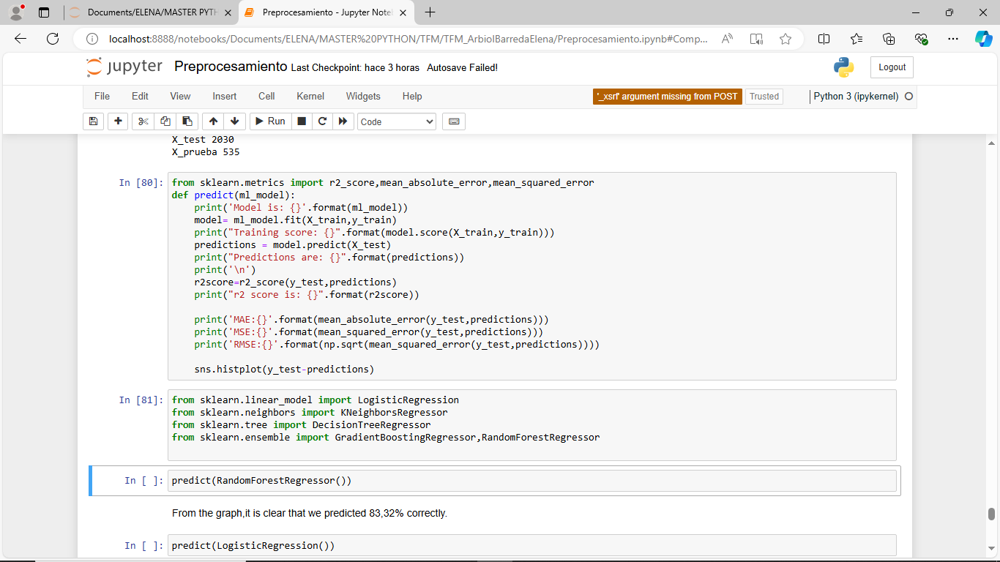 Documents/ELENA/MASTER PYTH
Preprocesamiento - Jupyter Note
localhost:8888/notebooks/Documents/ELENA/MASTER%20PYTHON/TFM/TFM_ArbiolBarredaElena/Preprocesamiento.ipynb#Comp...
jupyter Preprocesamiento Last Checkpoint: hace 3 horas Autosave Failed!
Logout
File Edit View Insert Cell Kernel Widgets Help
'_xsrf' argument missing from POST
Trusted
Python 3 (ipykernel)
Run
Code
X_test 2030
X_prueba 535
In [80]:
from sklearn.metrics import r2_score,mean_absolute_error,mean_squared_error
def predict(ml_model):
    print('Model is: {}'.format(ml_model))
    model= ml_model.fit(X_train,y_train)
    print("Training score: {}".format(model.score(X_train,y_train)))
    predictions = model.predict(X_test)
    print("Predictions are: {}".format(predictions))
    print('\n')
    r2score=r2_score(y_test,predictions)
    print("r2 score is: {}".format(r2score))
    print('MAE:{}'.format(mean_absolute_error(y_test,predictions)))
    print('MSE:{}'.format(mean_squared_error(y_test,predictions)))
    print('RMSE:{}'.format(np.sqrt(mean_squared_error(y_test,predictions))))
    sns.histplot(y_test-predictions)
In [81]:
from sklearn.linear_model import LogisticRegression
from sklearn.neighbors import KNeighborsRegressor
from sklearn.tree import DecisionTreeRegressor
from sklearn.ensemble import GradientBoostingRegressor,RandomForestRegressor
In [ ]:
predict(RandomForestRegressor())
From the graph,it is clear that we predicted 83,32% correctly.
In [ ]:
predict(LogisticRegression())